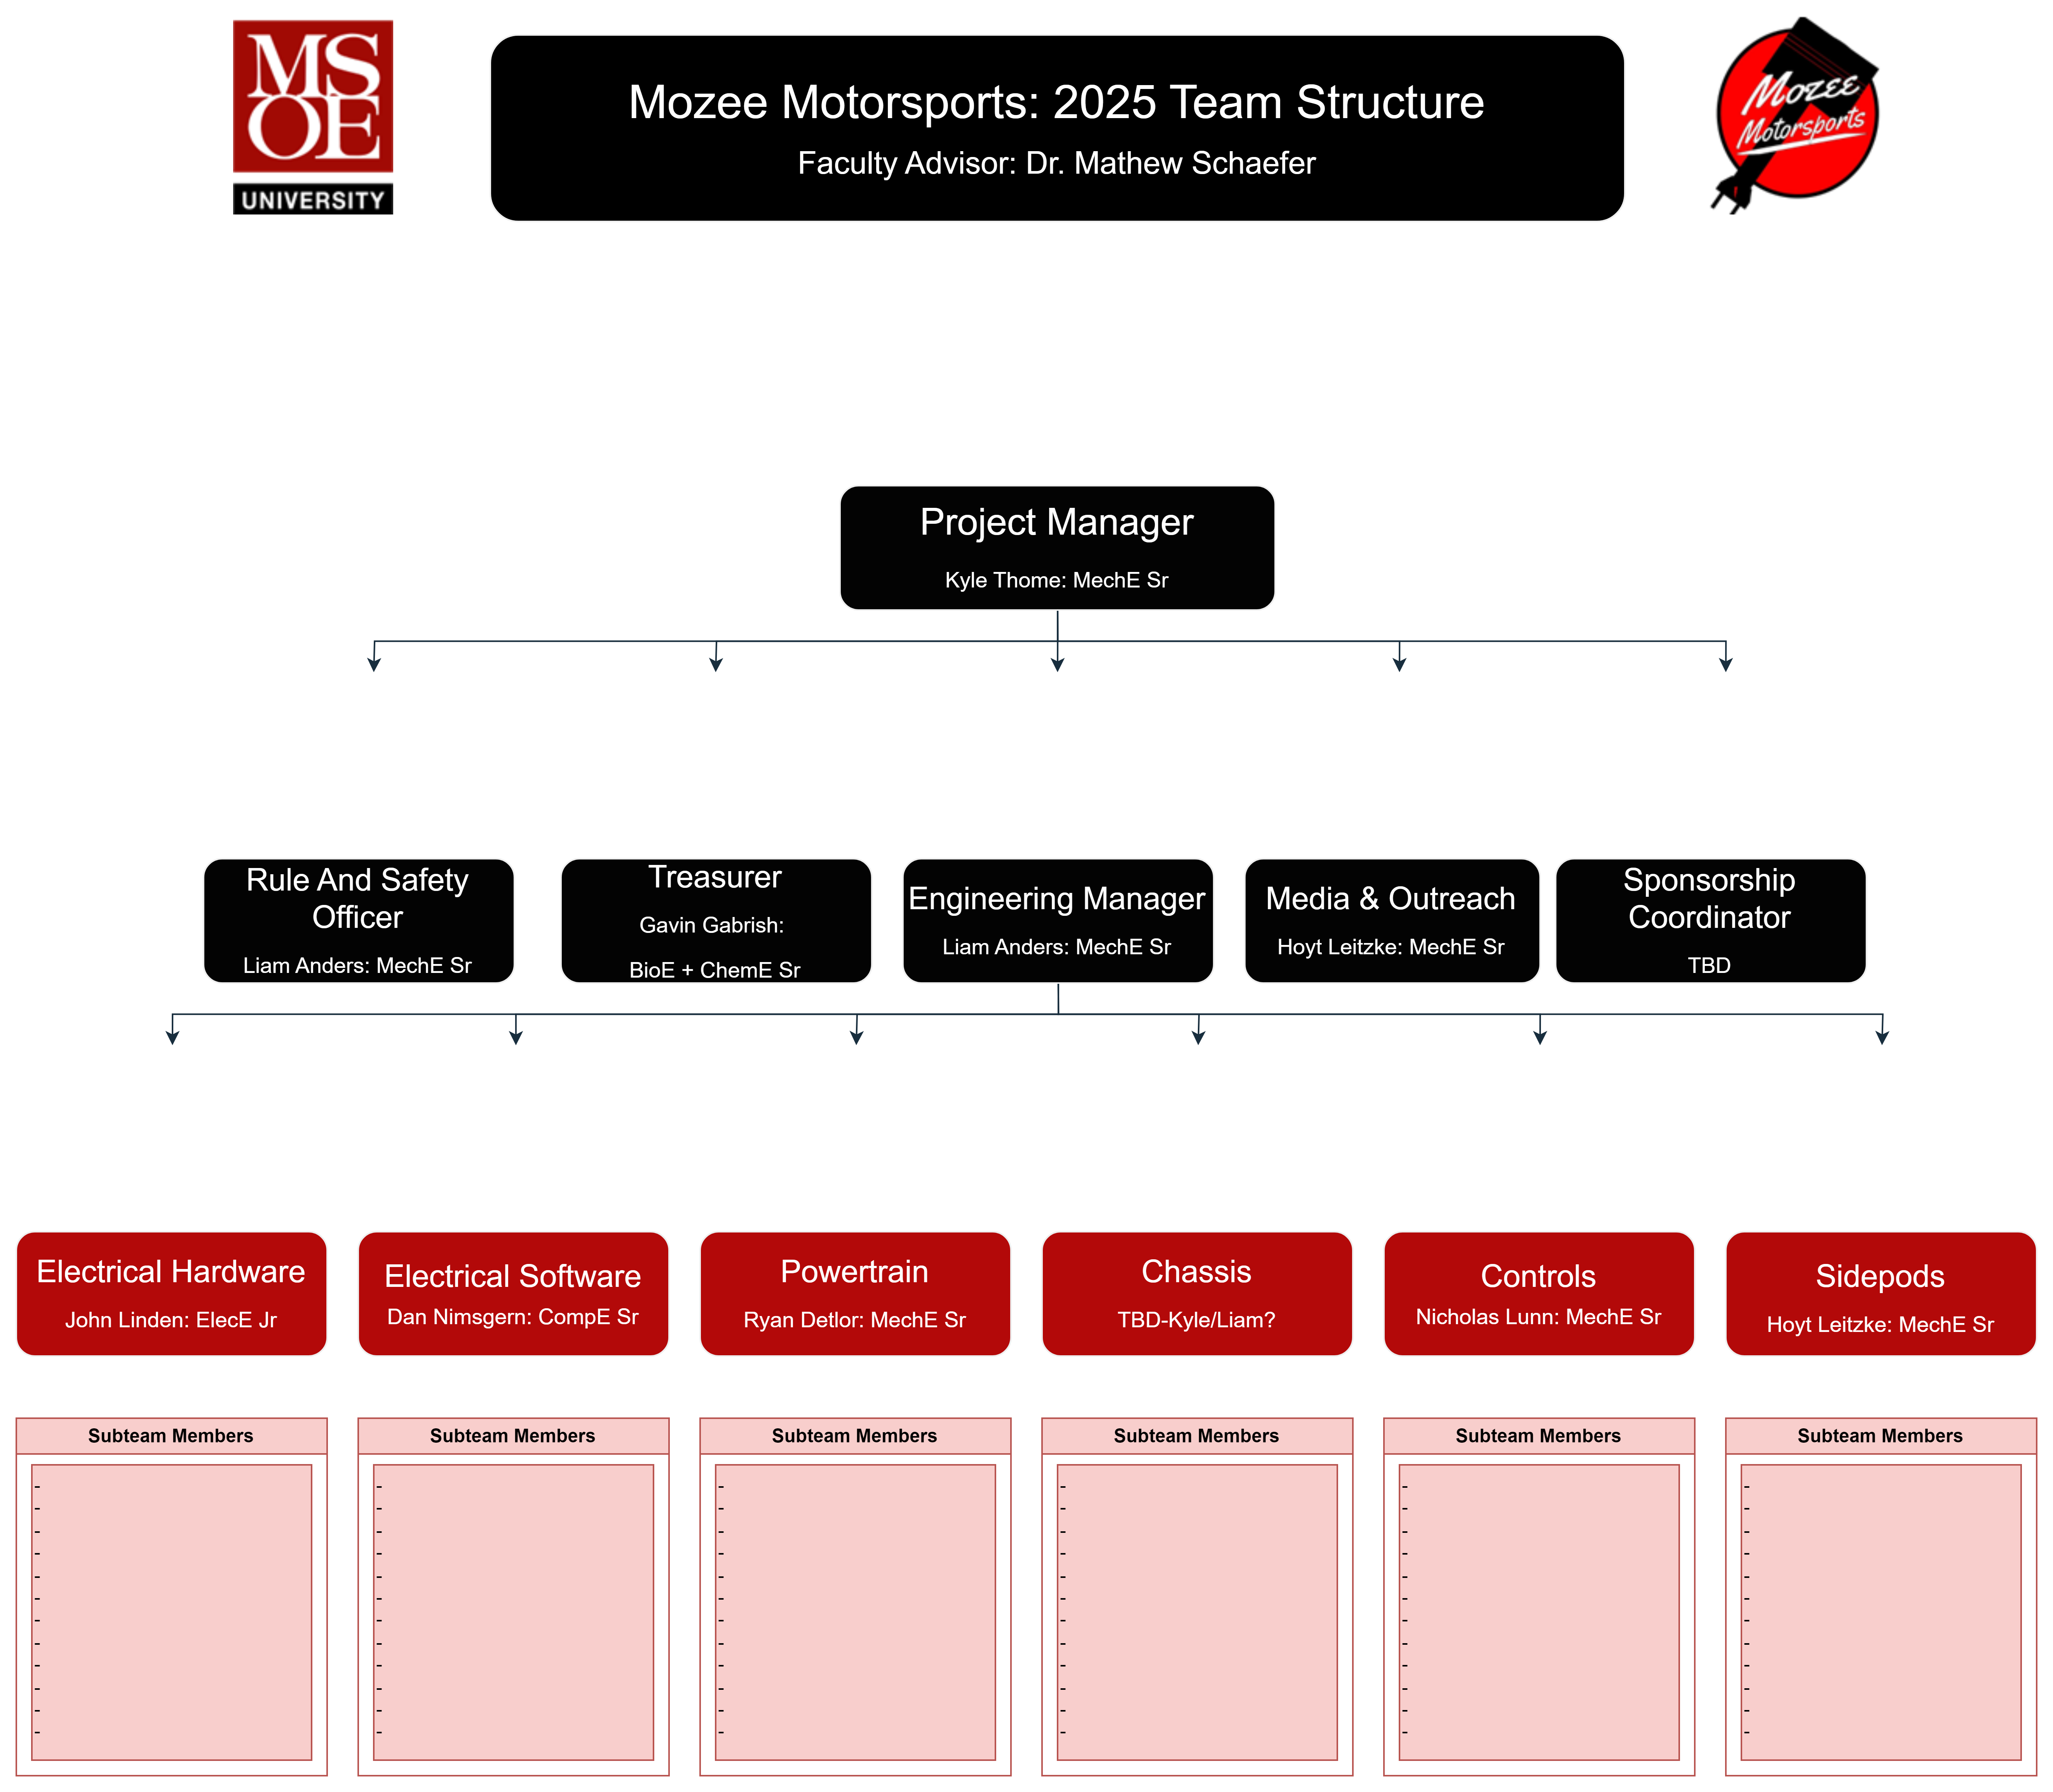 MS
OE
UNIVERSITY
Mozee Motorsports: 2025 Team Structure
Faculty Advisor: Dr. Mathew Schaefer
Mozee
Motorsports
Project Manager
Kyle Thome: MechE Sr
Rule And Safety
Officer
Liam Anders: MechE Sr
Treasurer
Gavin Gabrish:
BioE + ChemE Sr
Engineering Manager
Liam Anders: MechE Sr
Media & Outreach
Hoyt Leitzke: MechE Sr
Sponsorship
Coordinator
TBD
Electrical Hardware
John Linden: ElecE Jr
Electrical Software
Dan Nimsgern: CompE Sr
Powertrain
Ryan Detlor: MechE Sr
Chassis
TBD-Kyle/Liam?
Controls
Nicholas Lunn: MechE Sr
Sidepods
Hoyt Leitzke: MechE Sr
Subteam Members
Subteam Members
Subteam Members
Subteam Members
Subteam Members
Subteam Members